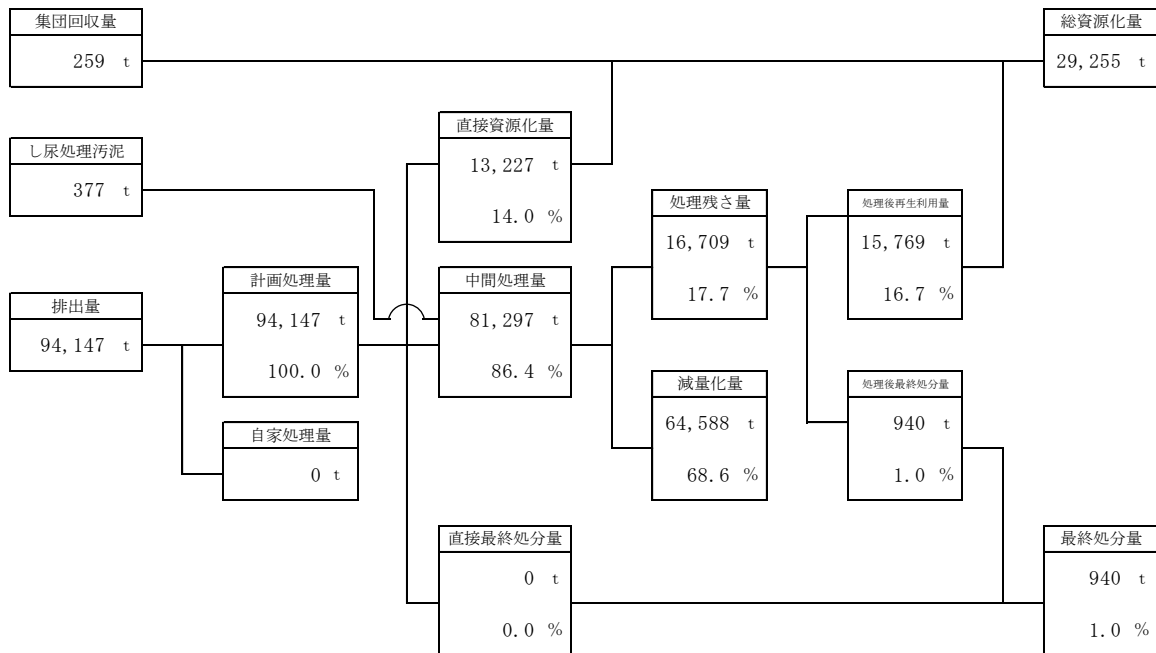 集団回収量
259 t
総資源化量
29,255 t
直接資源化量
13,227 t
14.0 %
し尿処理汚泥
377 t
処理残さ量
16,709 t
17.7 %
処理後再生利用量
15,769 t
16.7 %
計画処理量
94,147 t
100.0 %
中間処理量
81,297 t
86.4 %
排出量
94,147 t
減量化量
64,588 t
68.6 %
処理後最終処分量
940 t
1.0 %
自家処理量
0 t
直接最終処分量
0 t
0.0 %
最終処分量
940 t
1.0 %